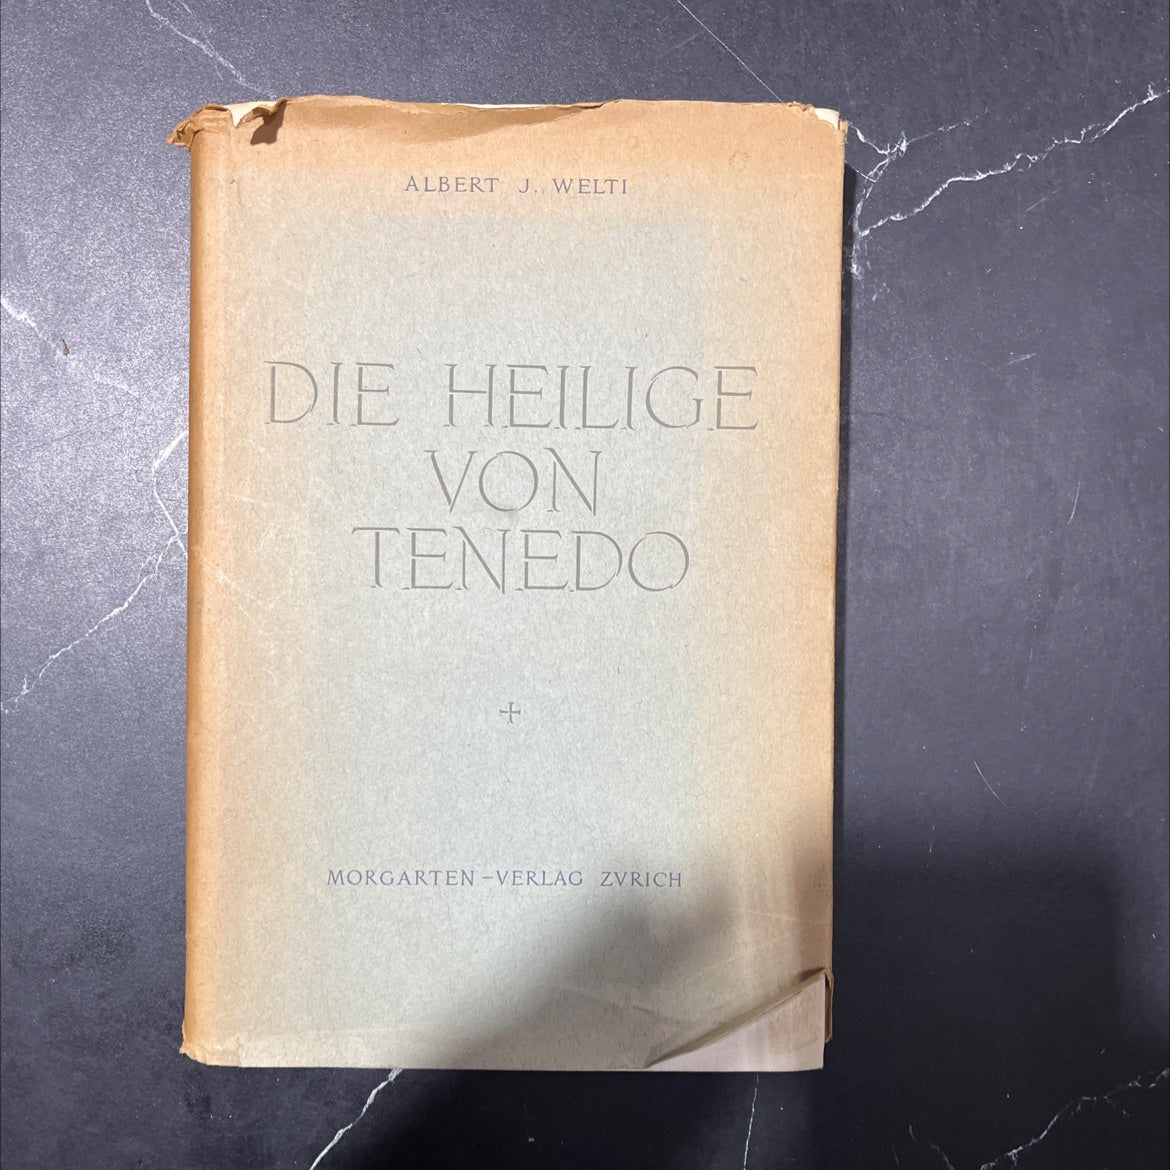 ALBERT J. WELTI
DIE HEILIGE
VON
TENEDO
MORGARTEN-VERLAG ZVRICH